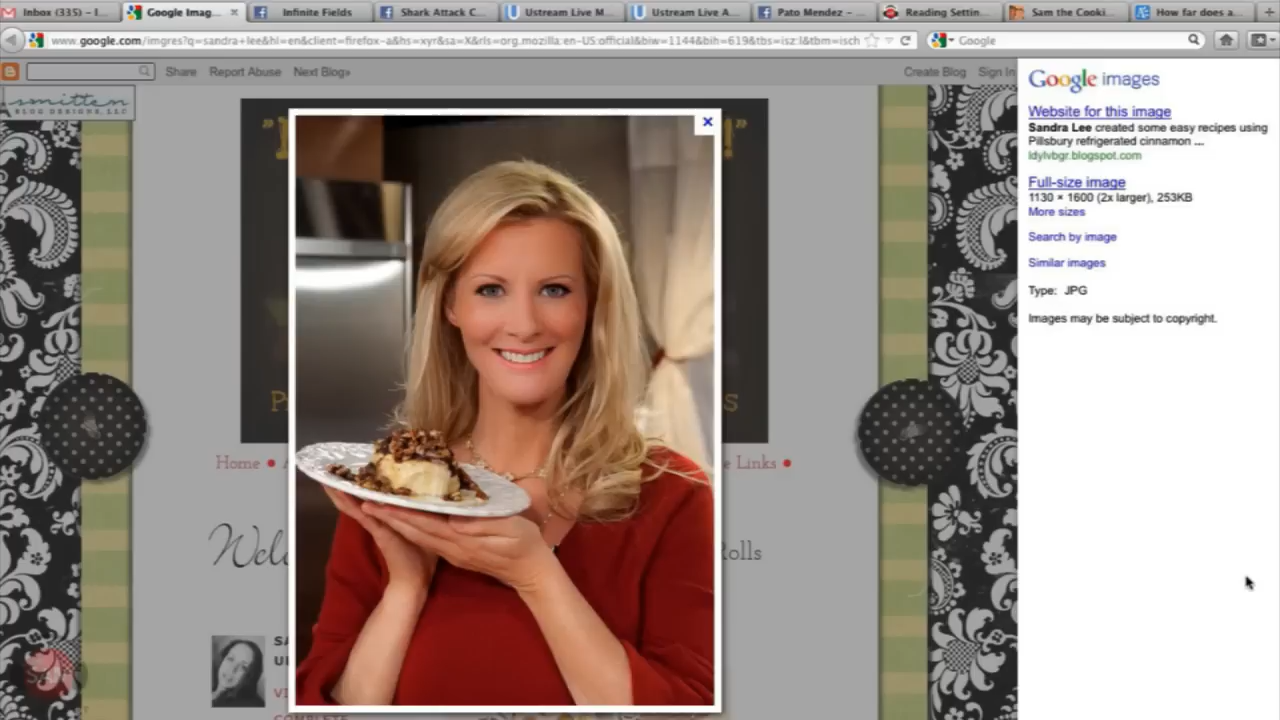 Inbox (335) – l...
Google Imag...
Infinite Fields
Shark Attack C...
Ustream Live M...
Ustream Live A...
Pato Mendez – ...
Reading Settin...
Sam the Cooki...
How far does a...
www.google.com/imgres?q=sandra+lee&hl=en&client=firefox-a&hs=xyr&sa=X&rls=org.mozilla:en-US:official&biw=1144&bih=619&tbs=isz:l&tbm=isch
Google
Share
Report Abuse
Next Blog»
Create Blog
Sign In
smitten
BLOG DESIGNS, LLC
Google images
Website for this image
Sandra Lee created some easy recipes using
Pillsbury refrigerated cinnamon ...
ldylvbgr.blogspot.com
Full-size image
1130 × 1600 (2x larger), 253KB
More sizes
Search by image
Similar images
Type: JPG
Images may be subject to copyright.
Home
Links
Welc
Rolls